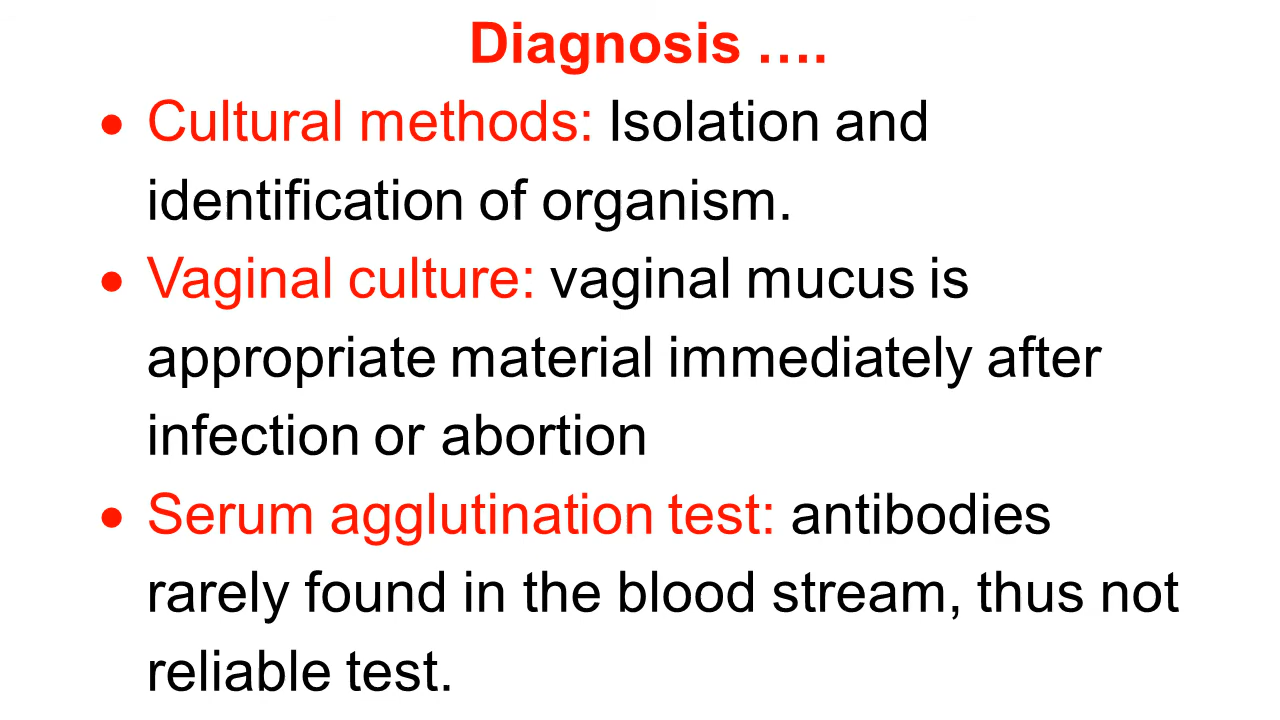 Diagnosis ….
• Cultural methods: Isolation and
identification of organism.
• Vaginal culture: vaginal mucus is
appropriate material immediately after
infection or abortion
• Serum agglutination test: antibodies
rarely found in the blood stream, thus not
reliable test.